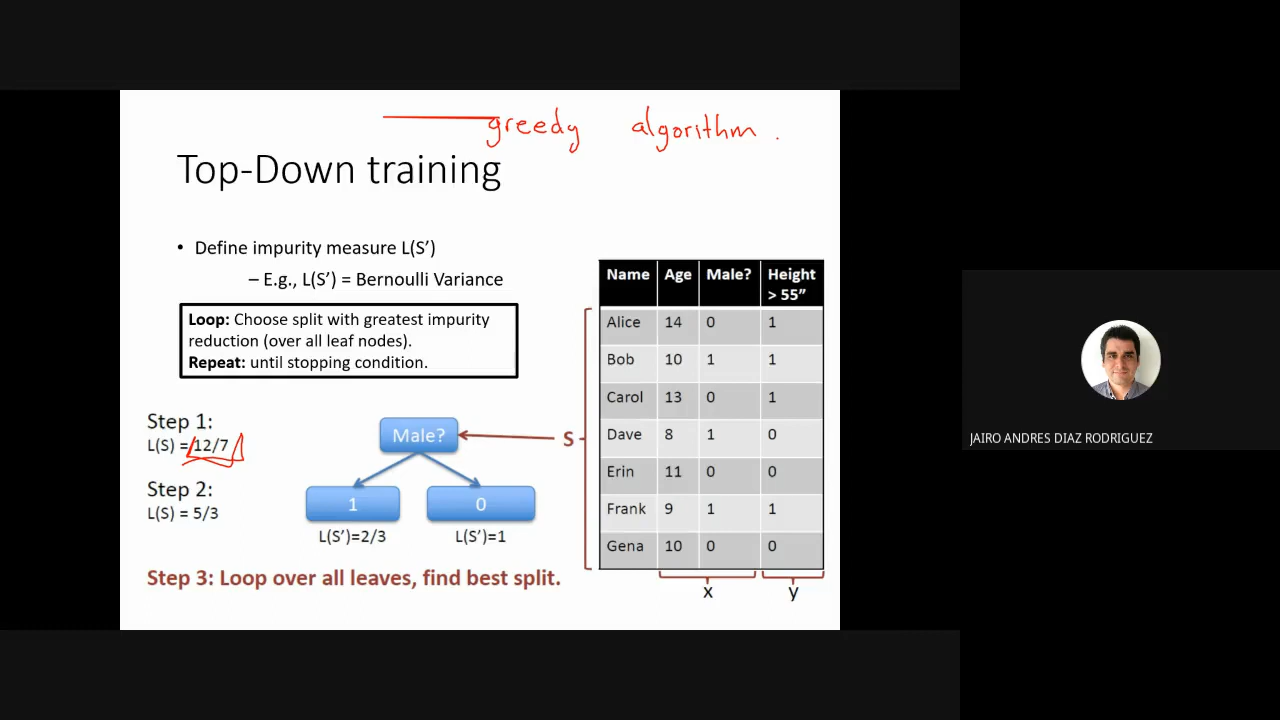 greedy algorithm.
Top-Down training
• Define impurity measure L(S’)
– E.g., L(S’) = Bernoulli Variance
Loop: Choose split with greatest impurity
reduction (over all leaf nodes).
Repeat: until stopping condition.
Step 1:
L(S) = 12/7
Step 2:
L(S) = 5/3
Male?
1 0
L(S’)=2/3 L(S’)=1
Step 3: Loop over all leaves, find best split.
S
Name Age Male? Height
> 55”
Alice 14 0 1
Bob 10 1 1
Carol 13 0 1
Dave 8 1 0
Erin 11 0 0
Frank 9 1 1
Gena 10 0 0
x y
JAIRO ANDRES DIAZ RODRIGUEZ